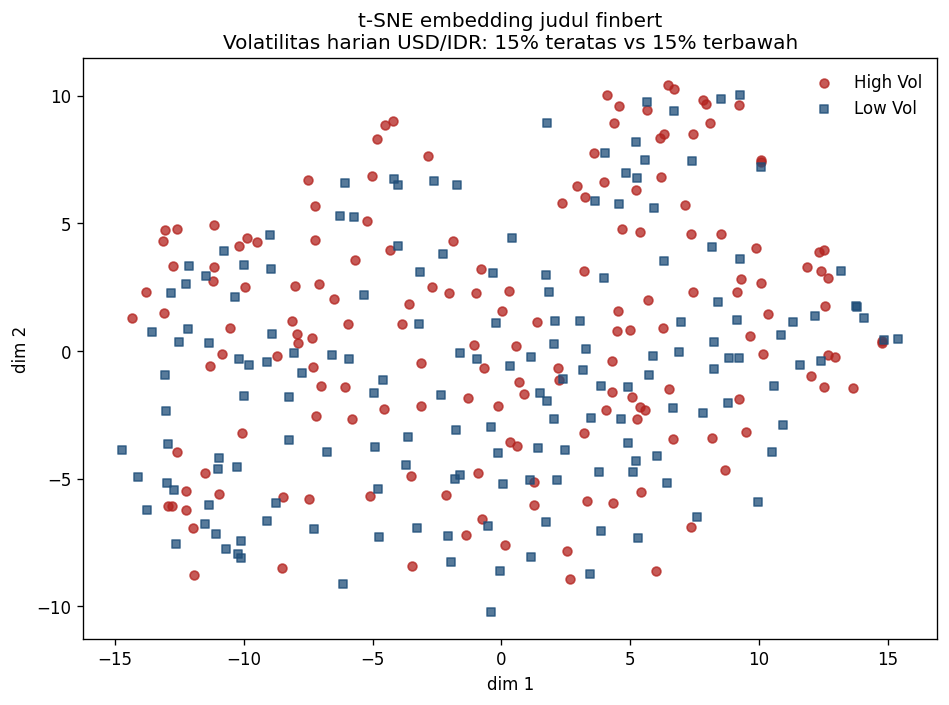 t-SNE embedding judul finbert
Volatilitas harian USD/IDR: 15% teratas vs 15% terbawah
High Vol
Low Vol
10
5
0
−5
−10
dim 2
−15
−10
−5
0
5
10
15
dim 1